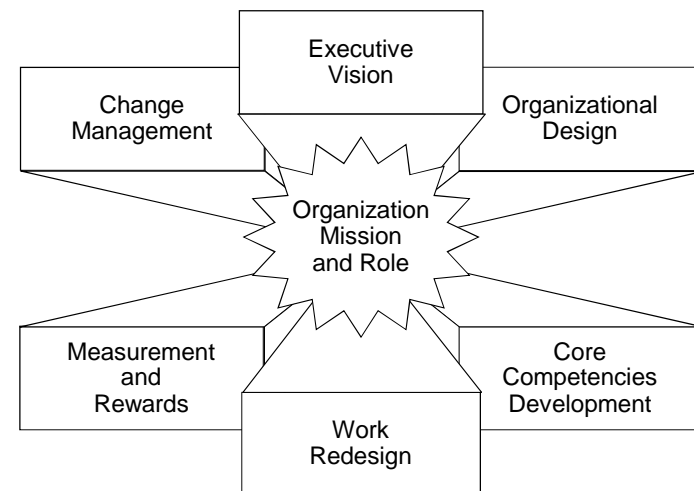 Executive
Vision
Change
Management
Organizational
Design
Organization
Mission
and Role
Measurement
and
Rewards
Core
Competencies
Development
Work
Redesign